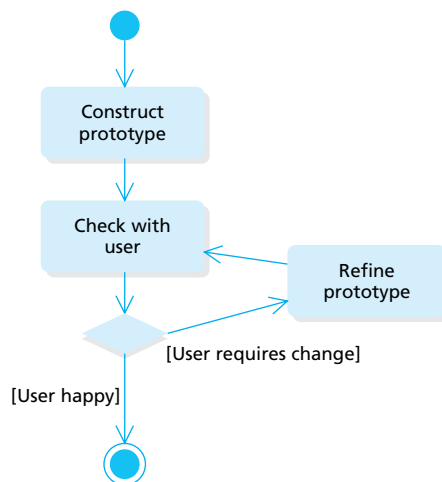 Construct
prototype
Check with
user
Refine
prototype
[User requires change]
[User happy]